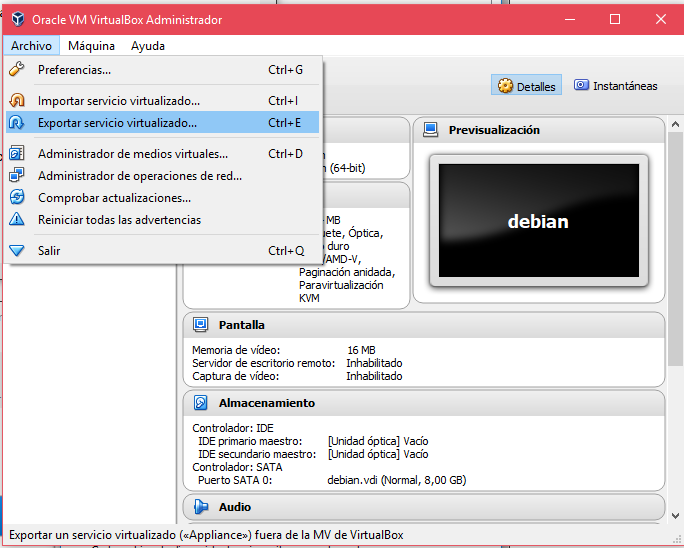 Oracle VM VirtualBox Administrador
Archivo Máquina Ayuda
Preferencias... Ctrl+G
Importar servicio virtualizado... Ctrl+I
Exportar servicio virtualizado... Ctrl+E
Administrador de medios virtuales... Ctrl+D
Administrador de operaciones de red...
Comprobar actualizaciones...
Reiniciar todas las advertencias
Salir Ctrl+Q
Detalles Instantáneas
(64-bit)
MB
Óptica,
duro
/AMD-V,
Paginación anidada,
Paravirtualización
KVM
Previsualización
debian
Pantalla
Memoria de vídeo: 16 MB
Servidor de escritorio remoto: Inhabilitado
Captura de vídeo: Inhabilitado
Almacenamiento
Controlador: IDE
IDE primario maestro: [Unidad óptica] Vacío
IDE secundario maestro: [Unidad óptica] Vacío
Controlador: SATA
Puerto SATA 0: debian.vdi (Normal, 8,00 GB)
Audio
Exportar un servicio virtualizado («Appliance») fuera de la MV de VirtualBox